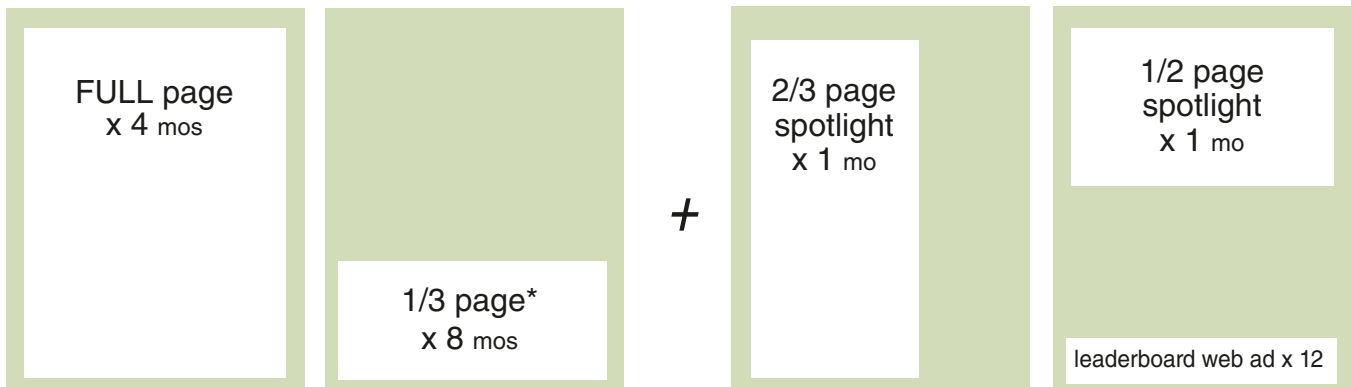 FULL page
x 4 mos
1/3 page*
x 8 mos
+
2/3 page
spotlight
x 1 mo
1/2 page
spotlight
x 1 mo
leaderboard web ad x 12